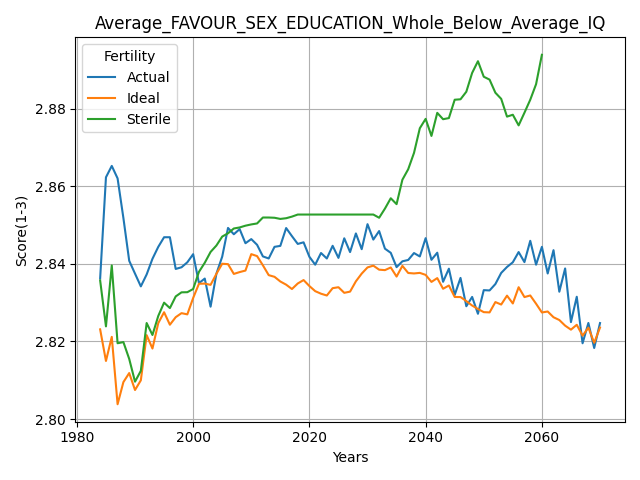 Average_FAVOUR_SEX_EDUCATION_Whole_Below_Average_IQ
Fertility
Actual
Ideal
Sterile
Score(1-3)
2.88
2.86
2.84
2.82
2.80
1980
2000
2020
2040
2060
Years